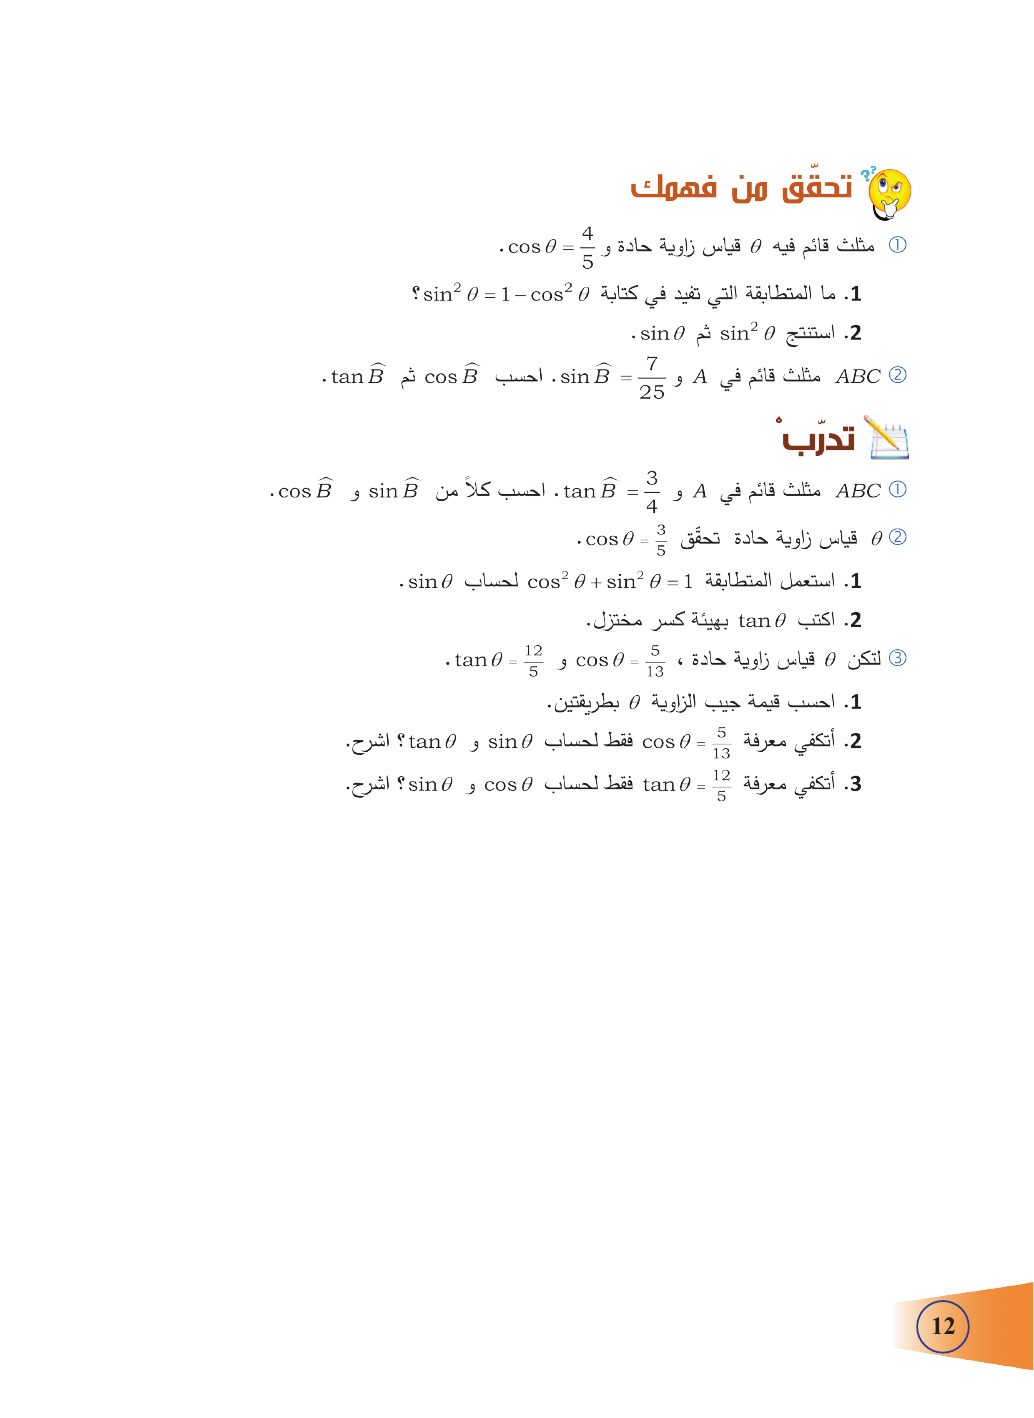 تحقّق من فهمك
① مثلث قائم فيه θ قياس زاوية حادة و cos θ = 4/5.
1. ما المتطابقة التي تفيد في كتابة sin² θ = 1 − cos² θ؟
2. استنتج sin² θ ثم sin θ.
② ABC مثلث قائم في A و sin B̂ = 7/25. احسب cos B̂ ثم tan B̂.
تدرّبْ
① ABC مثلث قائم في A و tan B̂ = 3/4. احسب كلاً من sin B̂ و cos B̂.
② θ قياس زاوية حادة تحقّق cos θ = 3/5.
1. استعمل المتطابقة cos² θ + sin² θ = 1 لحساب sin θ.
2. اكتب tan θ بهيئة كسر مختزل.
③ لتكن θ قياس زاوية حادة، cos θ = 5/13 و tan θ = 12/5.
1. احسب قيمة جيب الزاوية θ بطريقتين.
2. أتكفي معرفة cos θ = 5/13 فقط لحساب sin θ و tan θ؟ اشرح.
3. أتكفي معرفة tan θ = 12/5 فقط لحساب cos θ و sin θ؟ اشرح.
12